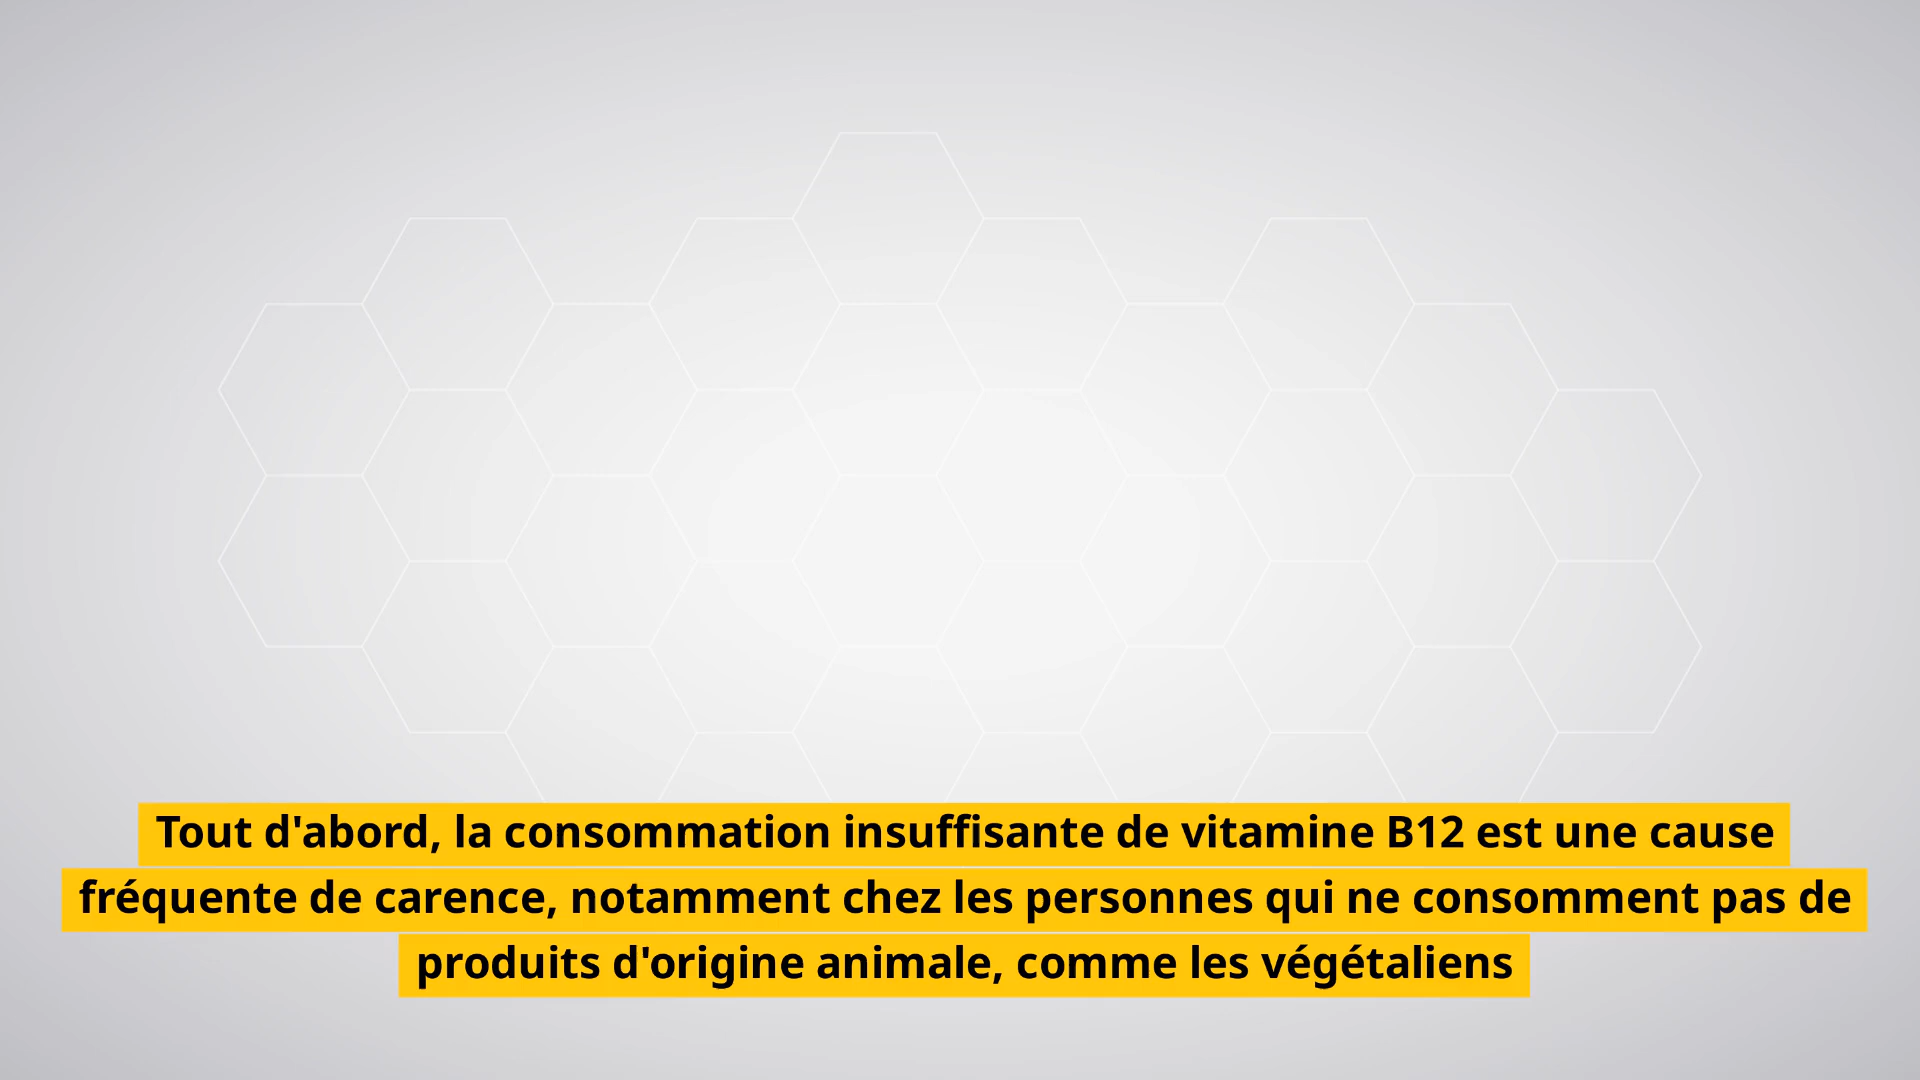 Tout d'abord, la consommation insuffisante de vitamine B12 est une cause
fréquente de carence, notamment chez les personnes qui ne consomment pas de
produits d'origine animale, comme les végétaliens